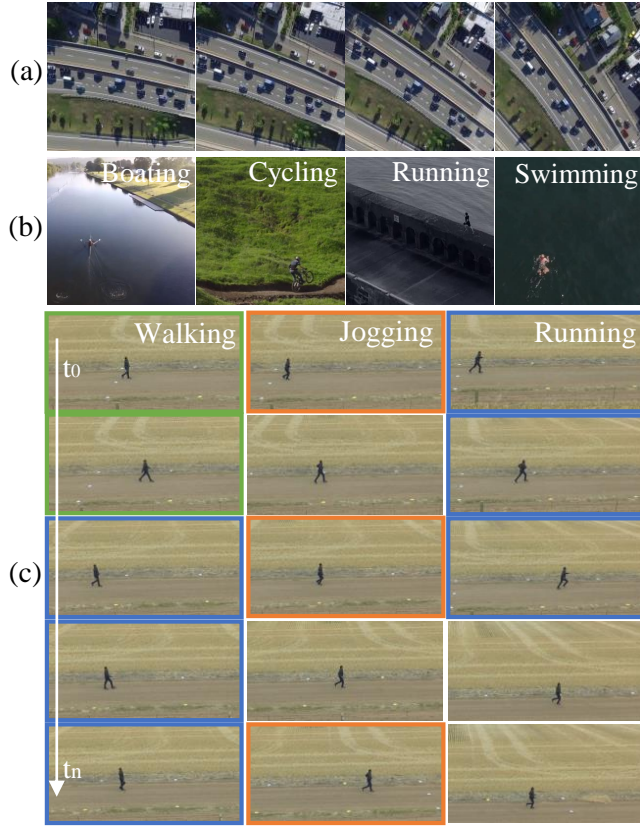 (a)
(b)
Boating Cycling Running Swimming
(c)
Walking Jogging Running
t0
tn